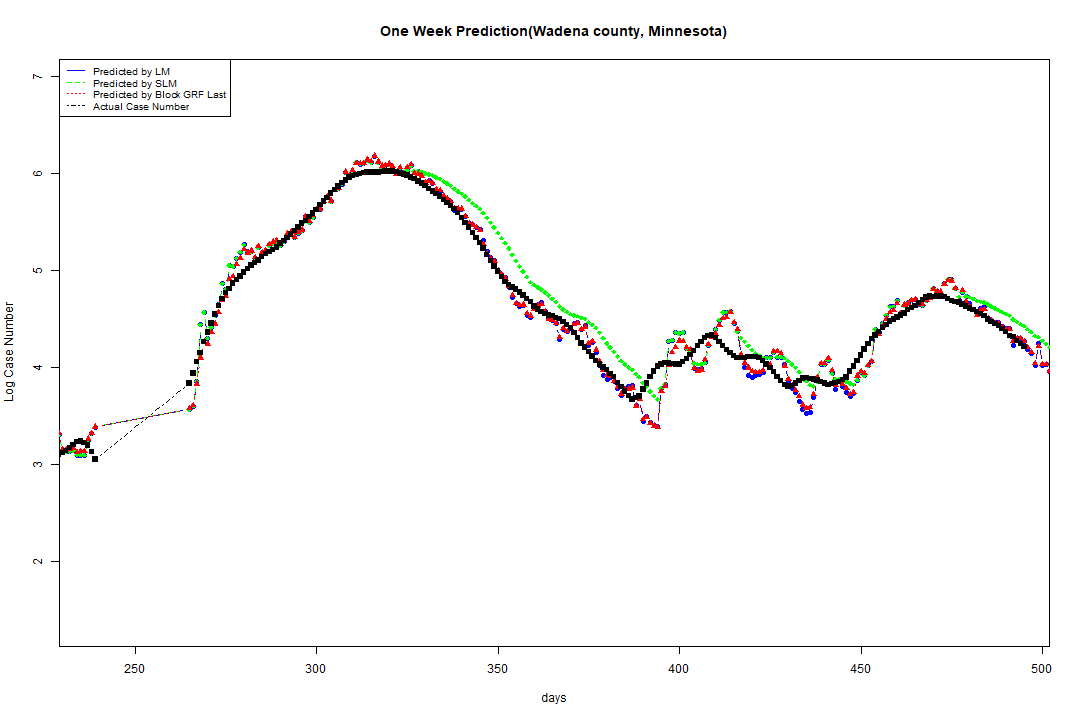 One Week Prediction(Wadena county, Minnesota)
Predicted by LM
Predicted by SLM
Predicted by Block GRF Last
Actual Case Number
7
6
5
4
3
2
Log Case Number
250 300 350 400 450 500
days